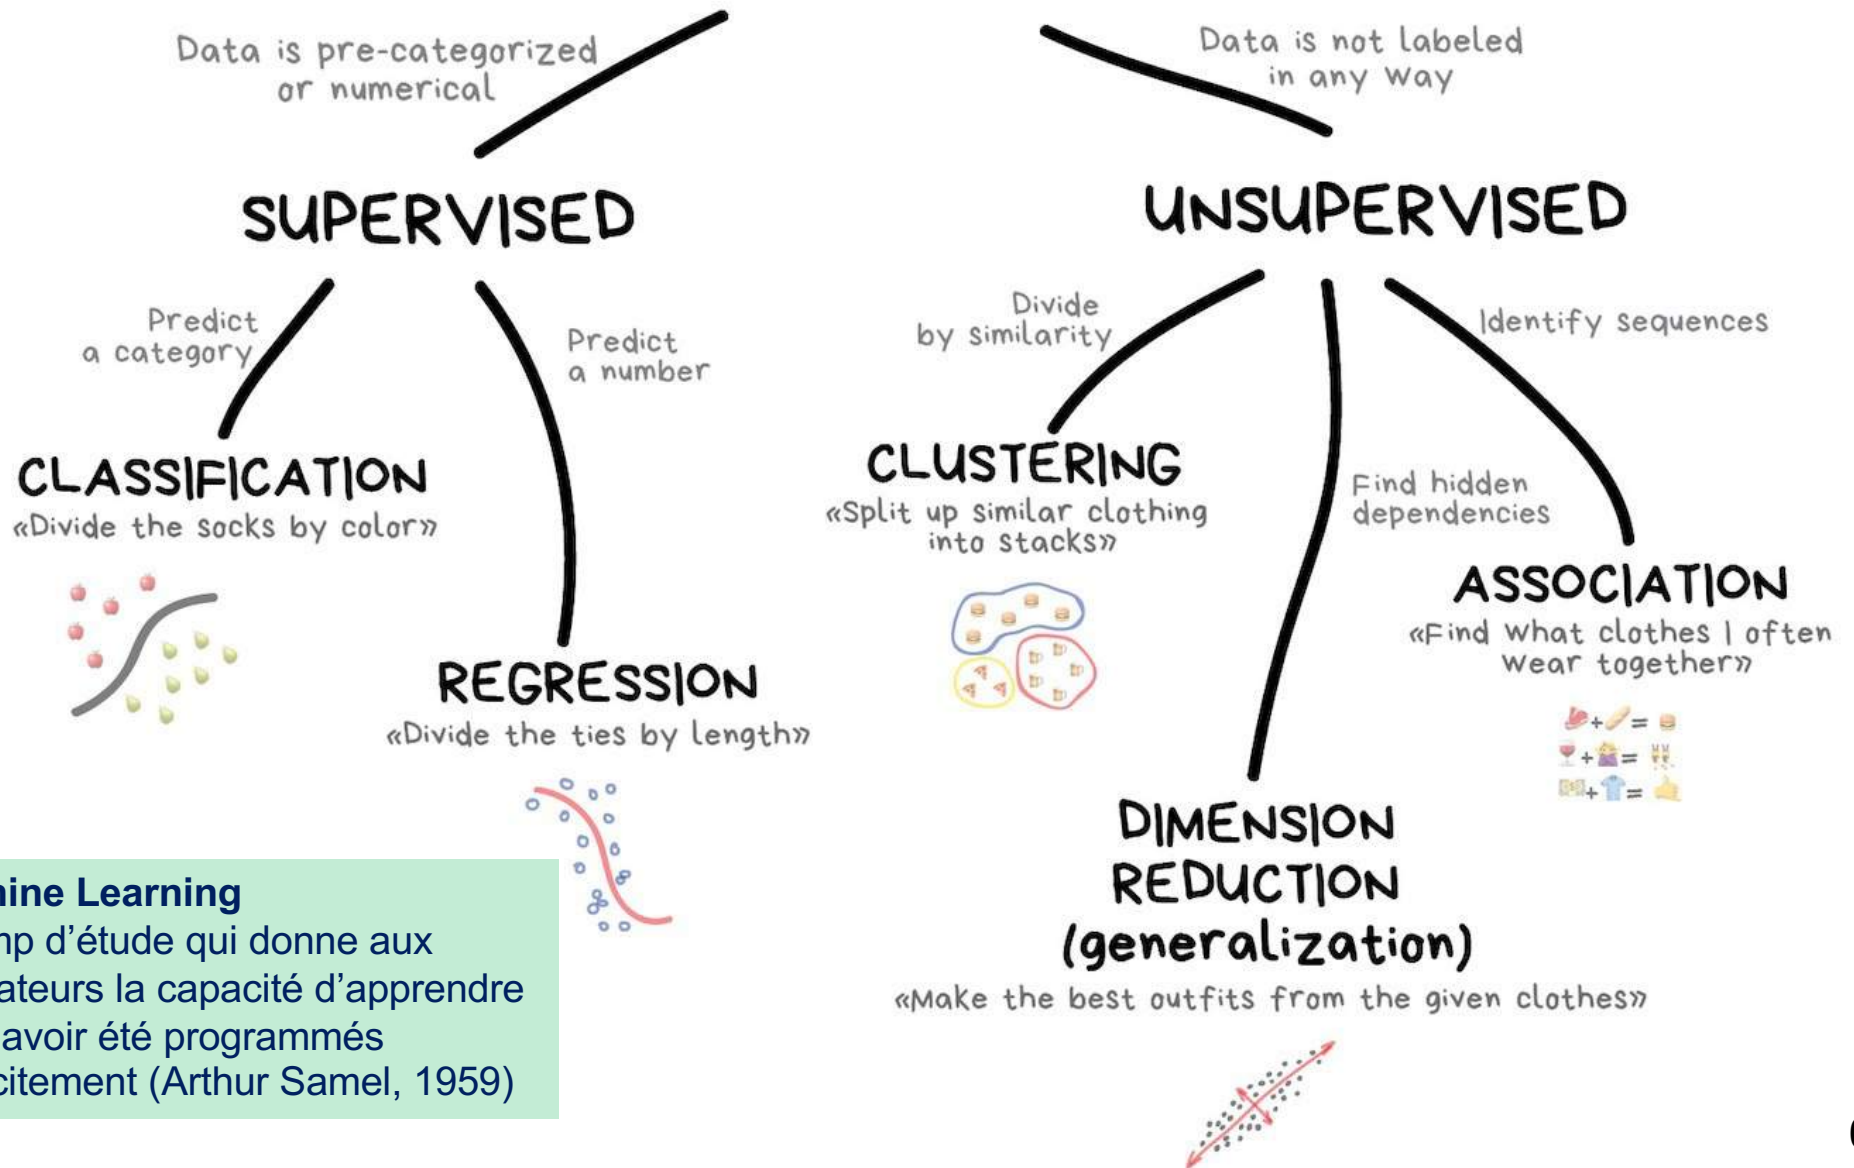 Data is pre-categorized
or numerical
Data is not labeled
in any way
SUPERVISED
UNSUPERVISED
Predict
a category
Predict
a number
Divide
by similarity
Identify sequences
CLASSIFICATION
«Divide the socks by color»
CLUSTERING
«Split up similar clothing
into stacks»
Find hidden
dependencies
ASSOCIATION
«Find what clothes I often
wear together»
REGRESSION
«Divide the ties by length»
+ =
+ =
+ =
DIMENSION
REDUCTION
(generalization)
«Make the best outfits from the given clothes»
hine Learning
mp d'étude qui donne aux
ateurs la capacité d'apprendre
avoir été programmés
citement (Arthur Samel, 1959)